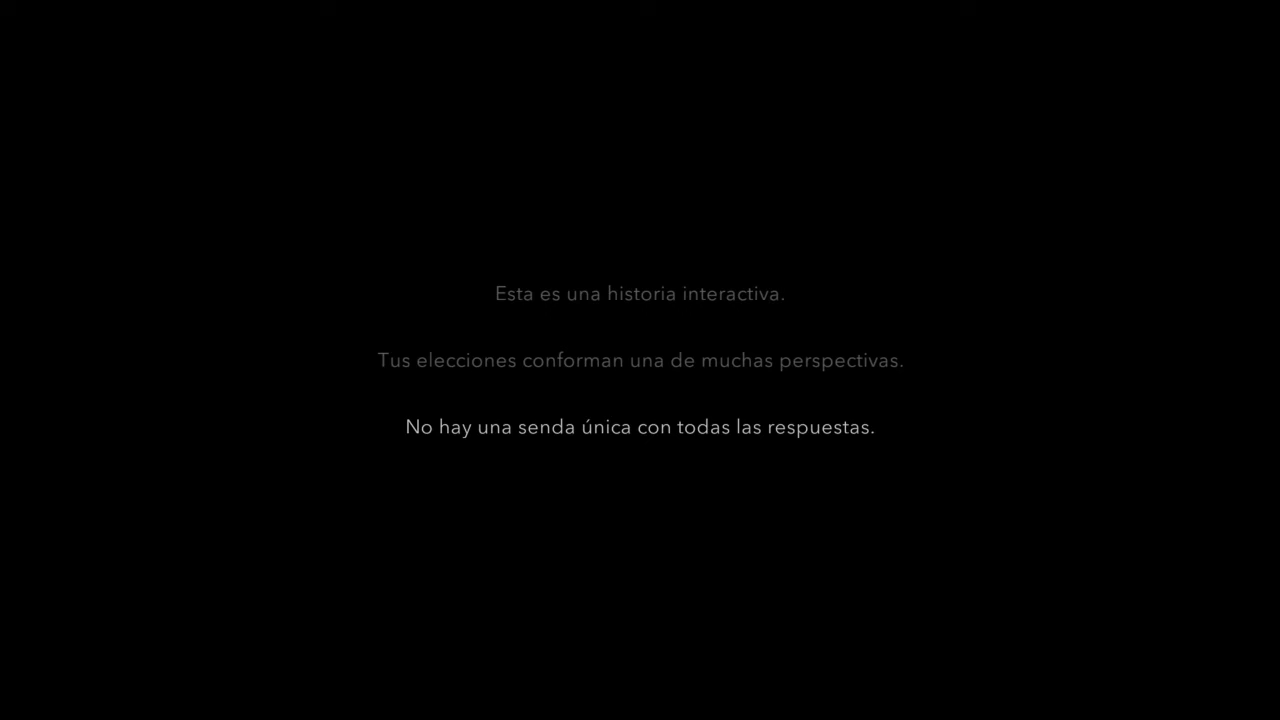 Esta es una historia interactiva.
Tus elecciones conforman una de muchas perspectivas.
No hay una senda única con todas las respuestas.